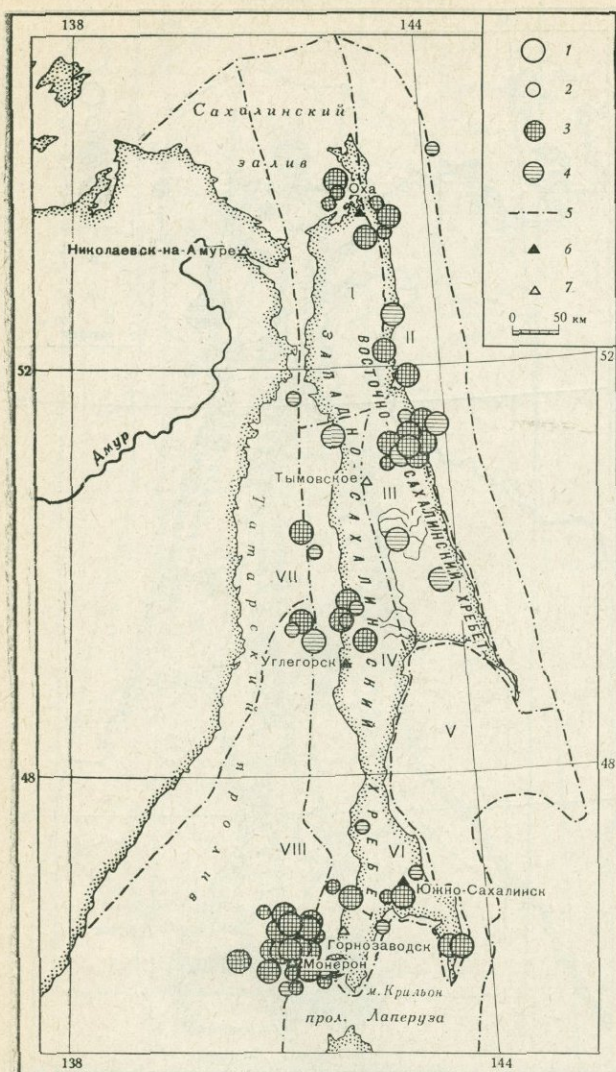 138
144
1
2
3
4
5
6
7
0 50 км
Сахалинский
залив
Оха
Николаевск-на-Амуре
I
II
52
52
ЗАПАДНО-САХАЛИНСКИЙ ХРЕБЕТ
ВОСТОЧНО САХАЛИНСКИЙ ХРЕБЕТ
Амур
Тымовское
III
Татарский пролив
VII
Углегорск
IV
V
48
48
VIII
VI
Южно-Сахалинск
Горнозаводск
Монерон
м. Крильон
прол. Лаперуза
138
144